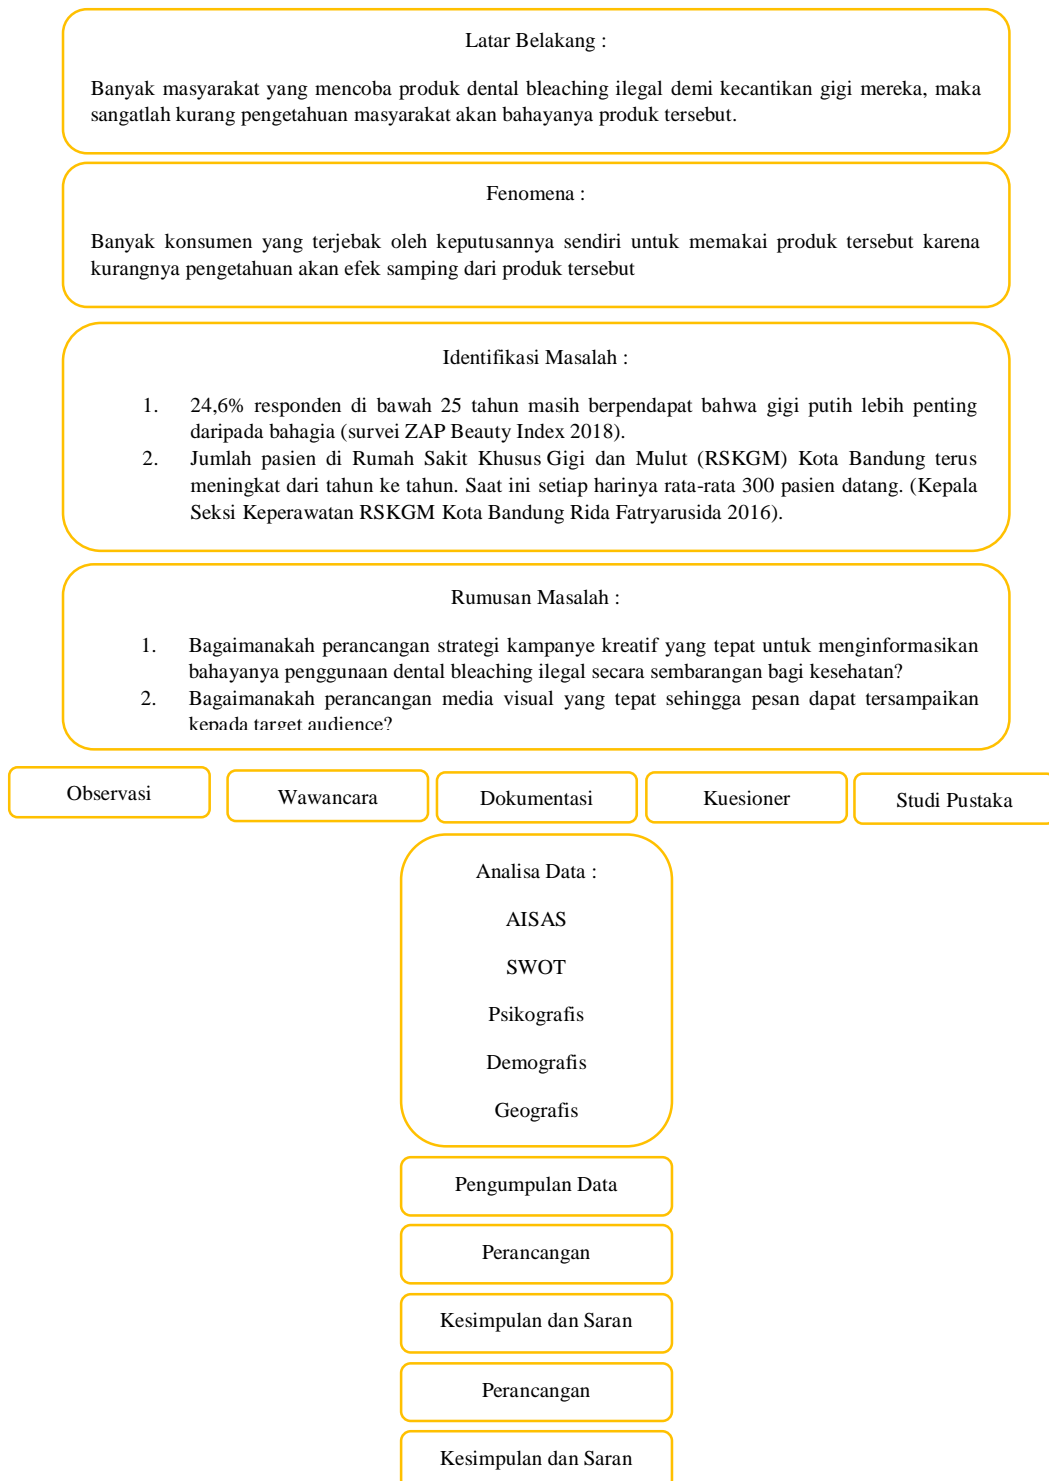 Latar Belakang :
Banyak masyarakat yang mencoba produk dental bleaching ilegal demi kecantikan gigi mereka, maka
sangatlah kurang pengetahuan masyarakat akan bahayanya produk tersebut.
Fenomena :
Banyak konsumen yang terjebak oleh keputusannya sendiri untuk memakai produk tersebut karena
kurangnya pengetahuan akan efek samping dari produk tersebut
Identifikasi Masalah :
1. 24,6% responden di bawah 25 tahun masih berpendapat bahwa gigi putih lebih penting
daripada bahagia (survei ZAP Beauty Index 2018).
2. Jumlah pasien di Rumah Sakit Khusus Gigi dan Mulut (RSKGM) Kota Bandung terus
meningkat dari tahun ke tahun. Saat ini setiap harinya rata-rata 300 pasien datang. (Kepala
Seksi Keperawatan RSKGM Kota Bandung Rida Fatryarusida 2016).
Rumusan Masalah :
1. Bagaimanakah perancangan strategi kampanye kreatif yang tepat untuk menginformasikan
bahayanya penggunaan dental bleaching ilegal secara sembarangan bagi kesehatan?
2. Bagaimanakah perancangan media visual yang tepat sehingga pesan dapat tersampaikan
kepada target audience?
Observasi
Wawancara
Dokumentasi
Kuesioner
Studi Pustaka
Analisa Data :
AISAS
SWOT
Psikografis
Demografis
Geografis
Pengumpulan Data
Perancangan
Kesimpulan dan Saran
Perancangan
Kesimpulan dan Saran